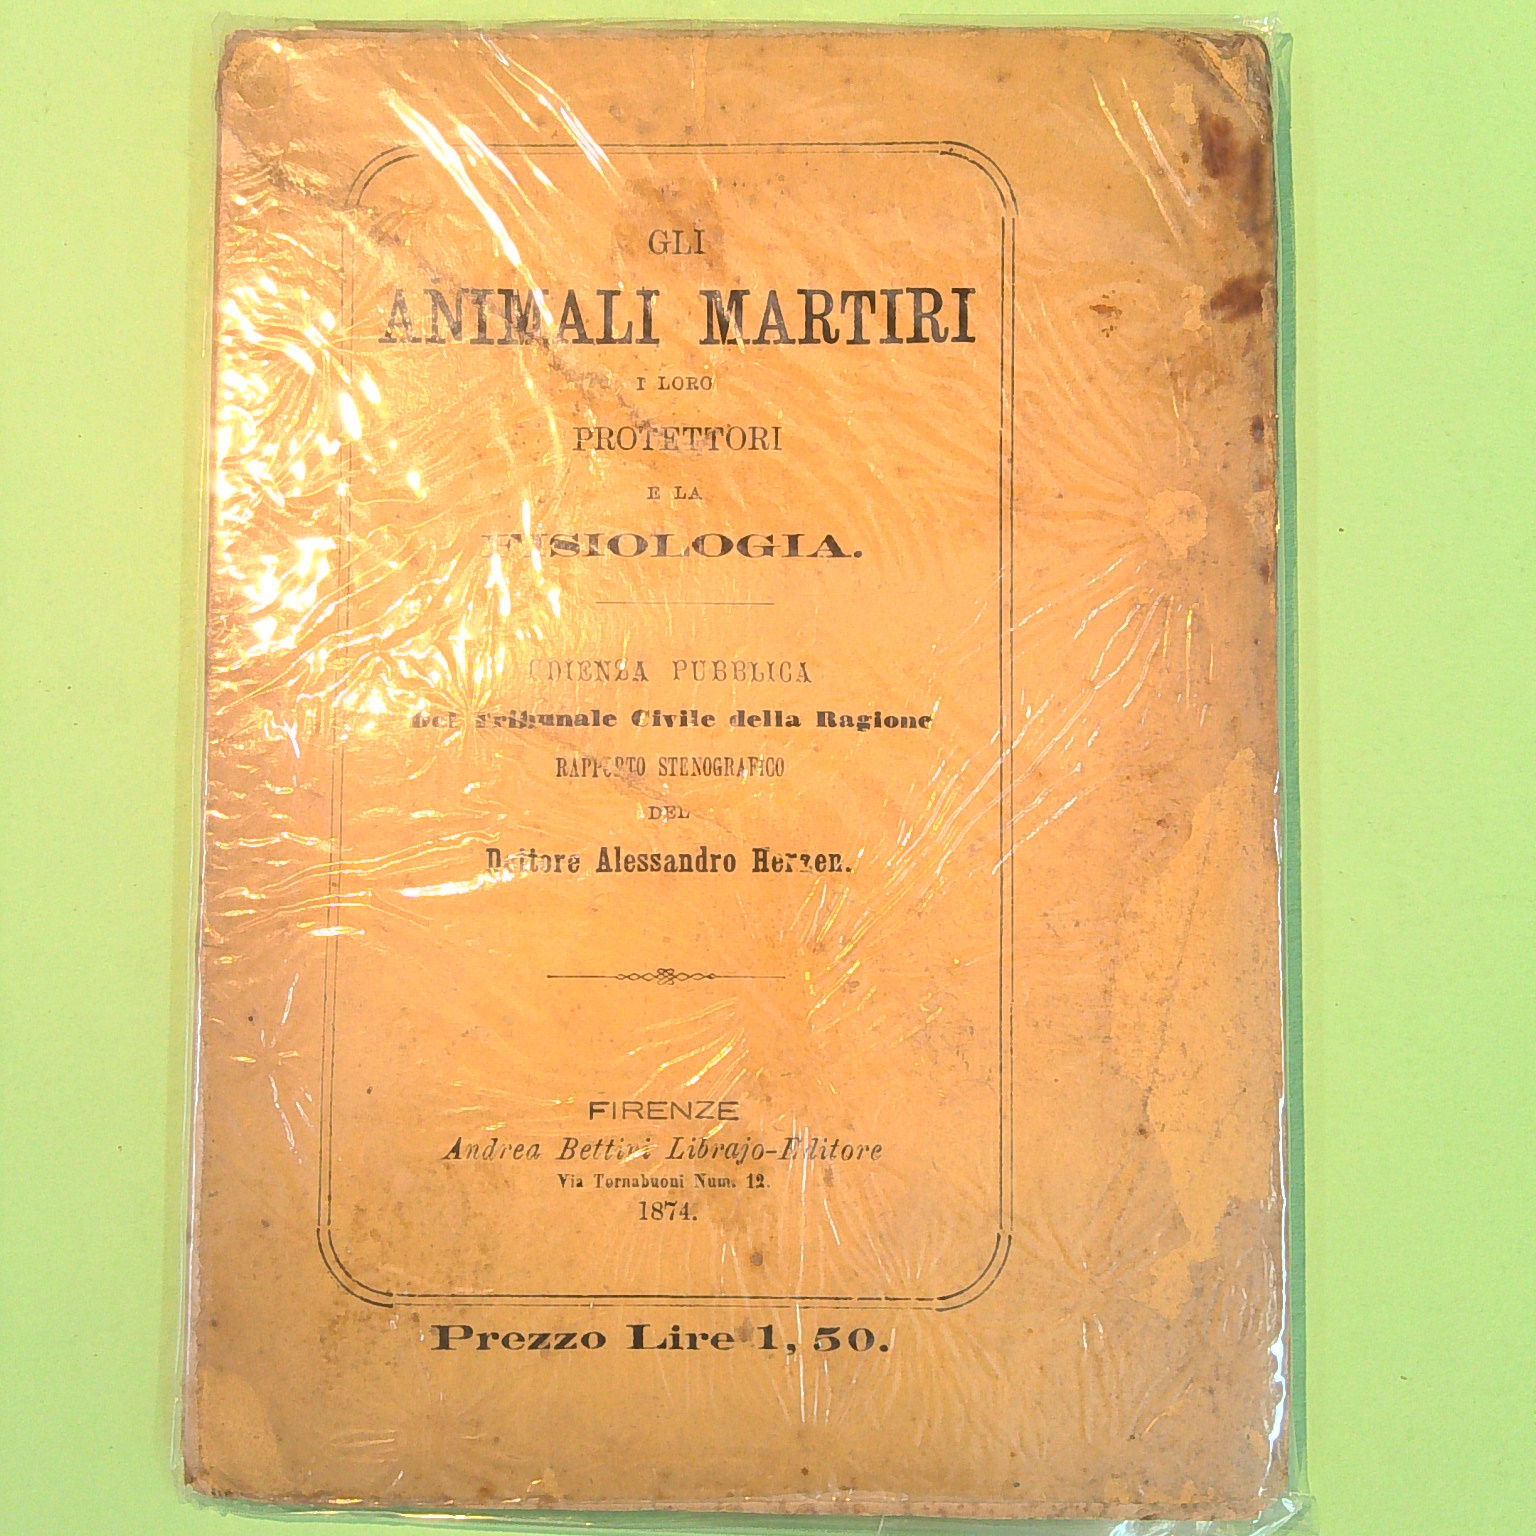 GLI
ANIMALI MARTIRI
I LORO
PROTETTORI
E LA
FISIOLOGIA.
UDIENZA PUBBLICA
Del Tribunale Civile della Ragione
RAPPORTO STENOGRAFICO
DEL
Dottore Alessandro Herzen.
FIRENZE
Andrea Bettini Librajo-Editore
Via Tornabuoni Num. 12.
1874.
Prezzo Lire 1, 50.